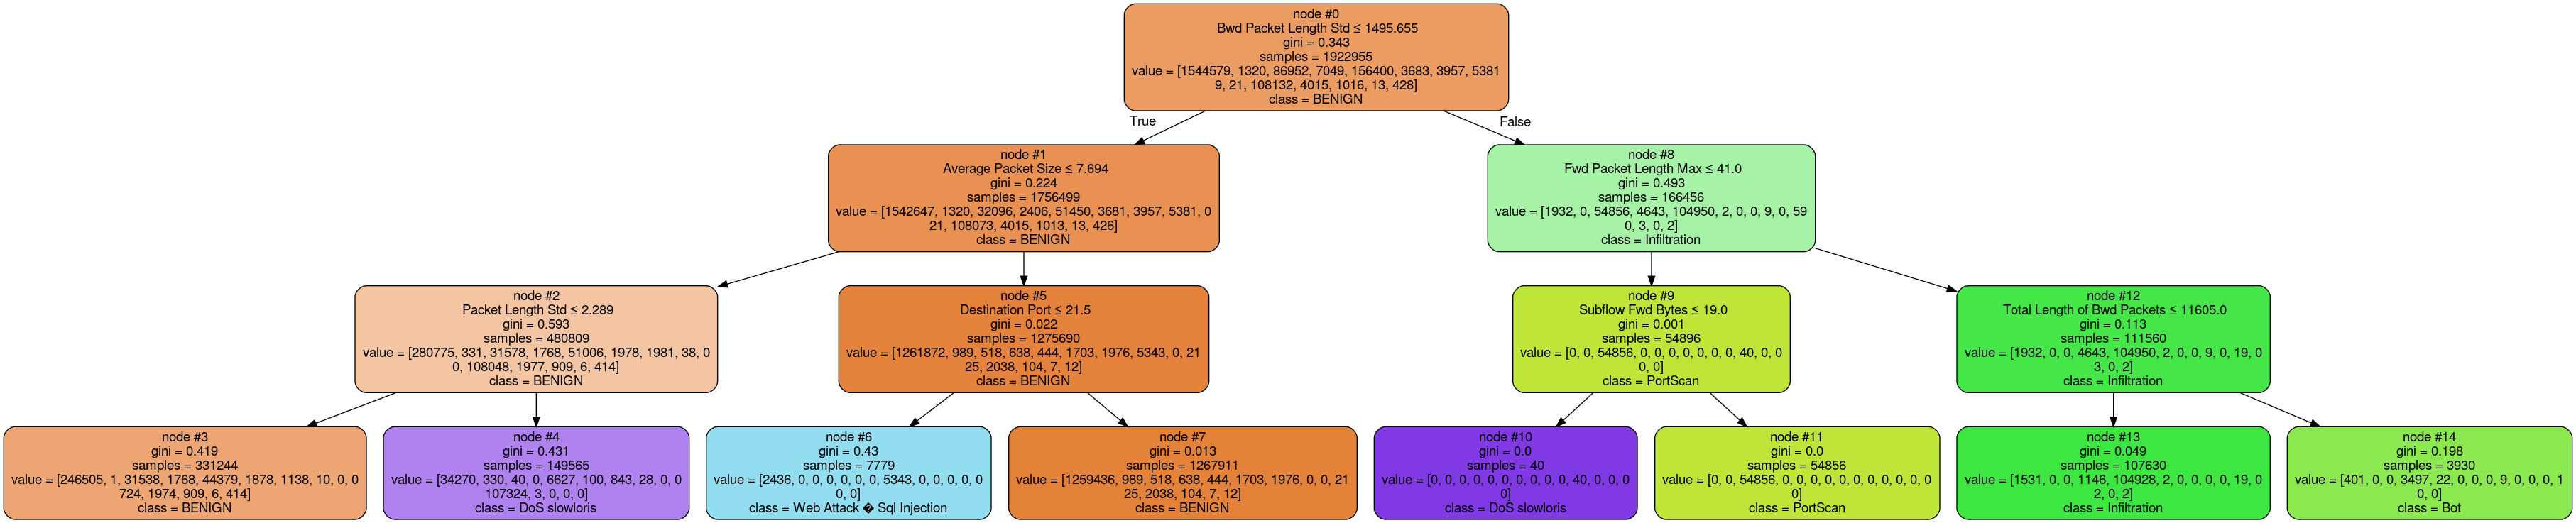 node #0
Bwd Packet Length Std ≤ 1495.655
gini = 0.343
samples = 1922955
value = [1544579, 1320, 86952, 7049, 156400, 3683, 3957, 5381
9, 21, 108132, 4015, 1016, 13, 428]
class = BENIGN
True
False
node #1
Average Packet Size ≤ 7.694
gini = 0.224
samples = 1756499
value = [1542647, 1320, 32096, 2406, 51450, 3681, 3957, 5381, 0
21, 108073, 4015, 1013, 13, 426]
class = BENIGN
node #8
Fwd Packet Length Max ≤ 41.0
gini = 0.493
samples = 166456
value = [1932, 0, 54856, 4643, 104950, 2, 0, 0, 9, 0, 59
0, 3, 0, 2]
class = Infiltration
node #2
Packet Length Std ≤ 2.289
gini = 0.593
samples = 480809
value = [280775, 331, 31578, 1768, 51006, 1978, 1981, 38, 0
0, 108048, 1977, 909, 6, 414]
class = BENIGN
node #5
Destination Port ≤ 21.5
gini = 0.022
samples = 1275690
value = [1261872, 989, 518, 638, 444, 1703, 1976, 5343, 0, 21
25, 2038, 104, 7, 12]
class = BENIGN
node #9
Subflow Fwd Bytes ≤ 19.0
gini = 0.001
samples = 54896
value = [0, 0, 54856, 0, 0, 0, 0, 0, 0, 0, 40, 0, 0
0, 0]
class = PortScan
node #12
Total Length of Bwd Packets ≤ 11605.0
gini = 0.113
samples = 111560
value = [1932, 0, 0, 4643, 104950, 2, 0, 0, 9, 0, 19, 0
3, 0, 2]
class = Infiltration
node #3
gini = 0.419
samples = 331244
value = [246505, 1, 31538, 1768, 44379, 1878, 1138, 10, 0, 0
724, 1974, 909, 6, 414]
class = BENIGN
node #4
gini = 0.431
samples = 149565
value = [34270, 330, 40, 0, 6627, 100, 843, 28, 0, 0
107324, 3, 0, 0, 0]
class = DoS slowloris
node #6
gini = 0.43
samples = 7779
value = [2436, 0, 0, 0, 0, 0, 0, 5343, 0, 0, 0, 0, 0
0, 0]
class = Web Attack � Sql Injection
node #7
gini = 0.013
samples = 1267911
value = [1259436, 989, 518, 638, 444, 1703, 1976, 0, 0, 21
25, 2038, 104, 7, 12]
class = BENIGN
node #10
gini = 0.0
samples = 40
value = [0, 0, 0, 0, 0, 0, 0, 0, 0, 0, 40, 0, 0, 0
0]
class = DoS slowloris
node #11
gini = 0.0
samples = 54856
value = [0, 0, 54856, 0, 0, 0, 0, 0, 0, 0, 0, 0, 0, 0
0]
class = PortScan
node #13
gini = 0.049
samples = 107630
value = [1531, 0, 0, 1146, 104928, 2, 0, 0, 0, 0, 19, 0
2, 0, 2]
class = Infiltration
node #14
gini = 0.198
samples = 3930
value = [401, 0, 0, 3497, 22, 0, 0, 0, 9, 0, 0, 0, 1
0, 0]
class = Bot